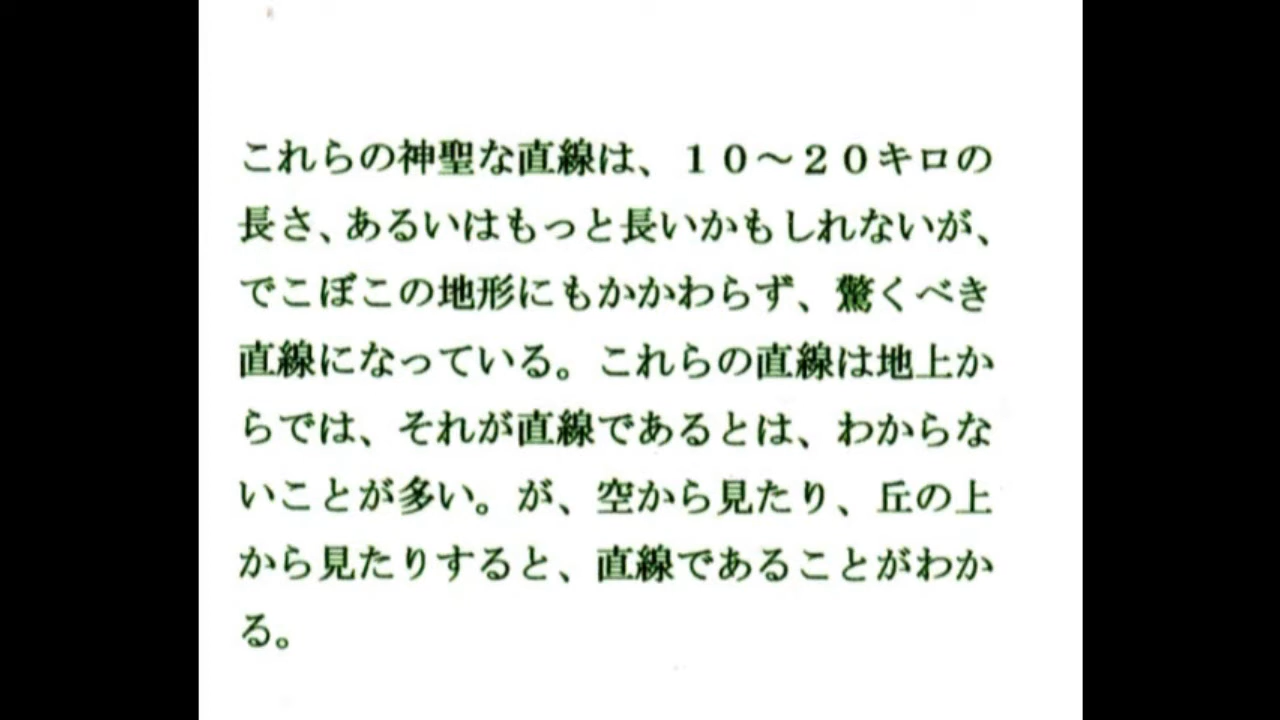 これらの神聖な直線は、１０～２０キロの
長さ、あるいはもっと長いかもしれないが、
でこぼこの地形にもかかわらず、驚くべき
直線になっている。これらの直線は地上か
らでは、それが直線であるとは、わからな
いことが多い。が、空から見たり、丘の上
から見たりすると、直線であることがわか
る。